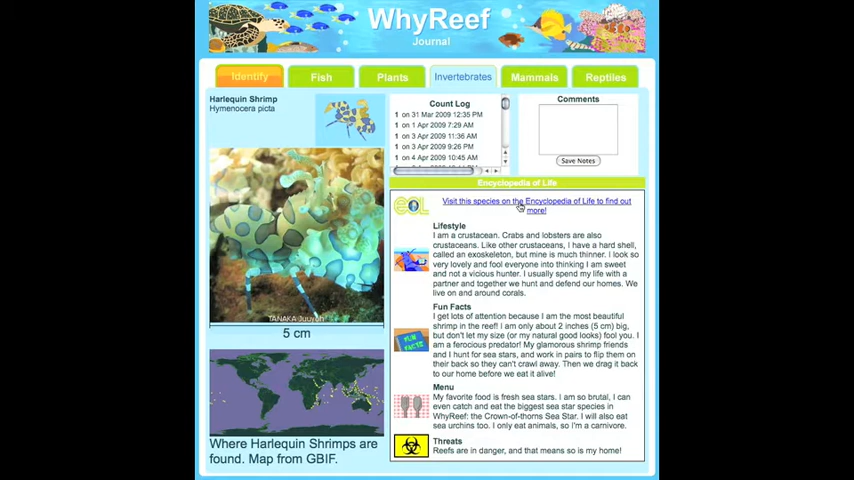 WhyReef
Journal
Identify
Fish
Plants
Invertebrates
Mammals
Reptiles
Harlequin Shrimp
Hymenocera picta
Count Log
1 on 31 Mar 2009 12:35 PM
1 on 1 Apr 2009 7:29 AM
1 on 3 Apr 2009 11:36 AM
1 on 3 Apr 2009 9:26 PM
1 on 4 Apr 2009 10:45 AM
Comments
Save Notes
TANAKA Juuyoh
5 cm
Where Harlequin Shrimps are
found. Map from GBIF.
Encyclopedia of Life
eol
Visit this species on the Encyclopedia of Life to find out
more!
Lifestyle
I am a crustacean. Crabs and lobsters are also
crustaceans. Like other crustaceans, I have a hard shell,
called an exoskeleton, but mine is much thinner. I look so
very lovely and fool everyone into thinking I am sweet
and not a vicious hunter. I usually spend my life with a
partner and together we hunt and defend our homes. We
live on and around corals.
Fun Facts
FUN
FACTS
I get lots of attention because I am the most beautiful
shrimp in the reef! I am only about 2 inches (5 cm) big,
but don't let my size (or my natural good looks) fool you. I
am a ferocious predator! My glamorous shrimp friends
and I hunt for sea stars, and work in pairs to flip them on
their back so they can't crawl away. Then we drag it back
to our home before we eat it alive!
Menu
My favorite food is fresh sea stars. I am so brutal, I can
even catch and eat the biggest sea star species in
WhyReef: the Crown-of-thorns Sea Star. I will also eat
sea urchins too. I only eat animals, so I'm a carnivore.
Threats
Reefs are in danger, and that means so is my home!